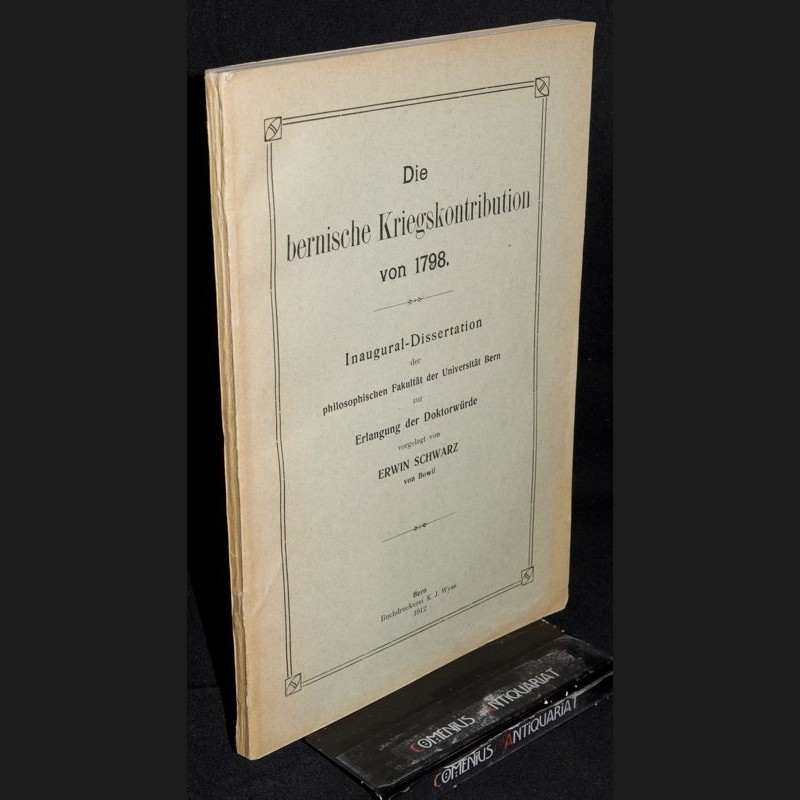 Die
bernische Kriegskontribution
von 1798.
Inaugural-Dissertation
der
philosophischen Fakultät der Universität Bern
zur
Erlangung der Doktorwürde
vorgelegt von
ERWIN SCHWARZ
von Bowil
Bern
Buchdruckerei K. J. Wyss
1912
COMENIUS ANTIQUARIAT
COMENIUS ANTIQUARIAT